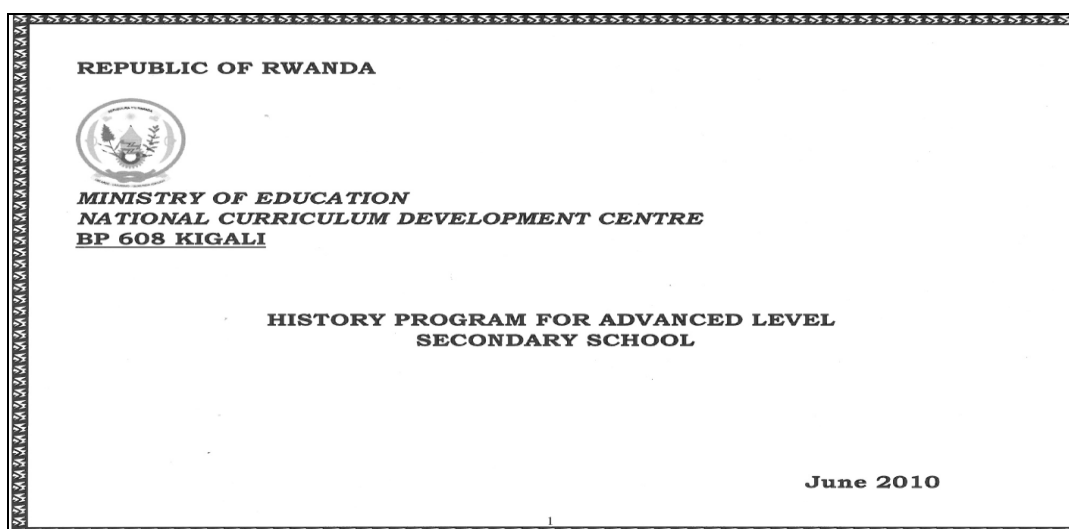 REPUBLIC OF RWANDA
MINISTRY OF EDUCATION
NATIONAL CURRICULUM DEVELOPMENT CENTRE
BP 608 KIGALI
HISTORY PROGRAM FOR ADVANCED LEVEL
SECONDARY SCHOOL
June 2010
1